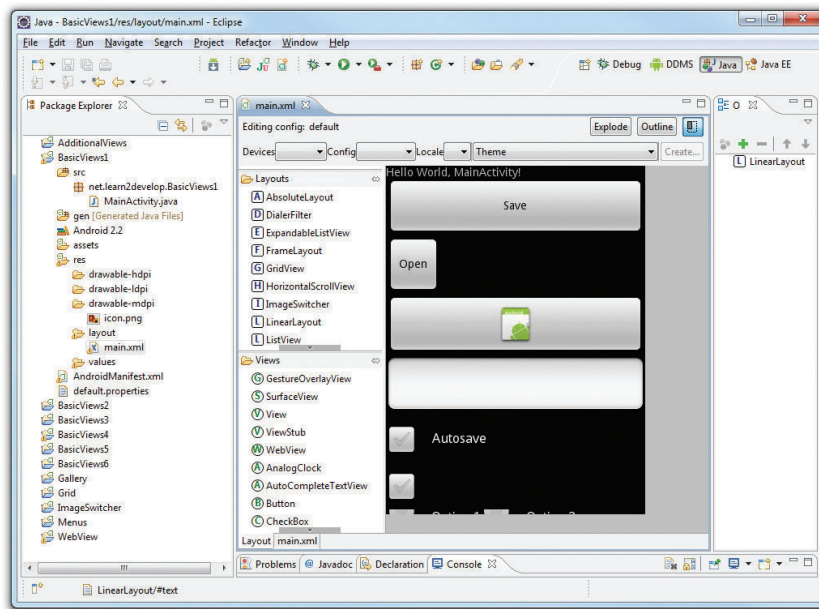 Java - BasicViews1/res/layout/main.xml - Eclipse
File Edit Run Navigate Search Project Refactor Window Help
Debug DDMS Java Java EE
Package Explorer
AdditionalViews
BasicViews1
src
net.learn2develop.BasicViews1
MainActivity.java
gen [Generated Java Files]
Android 2.2
assets
res
drawable-hdpi
drawable-ldpi
drawable-mdpi
icon.png
layout
main.xml
values
AndroidManifest.xml
default.properties
BasicViews2
BasicViews3
BasicViews4
BasicViews5
BasicViews6
Gallery
Grid
ImageSwitcher
Menus
WebView
main.xml
Editing config: default
Explode Outline
Devices Config Locale Theme Create...
Layouts
A AbsoluteLayout
D DialerFilter
E ExpandableListView
F FrameLayout
G GridView
H HorizontalScrollView
I ImageSwitcher
L LinearLayout
L ListView
Views
G GestureOverlayView
S SurfaceView
V View
V ViewStub
W WebView
A AnalogClock
A AutoCompleteTextView
B Button
C CheckBox
Layout main.xml
Hello World, MainActivity!
Save
Open
Autosave
O
L LinearLayout
Problems @ Javadoc Declaration Console
LinearLayout/#text